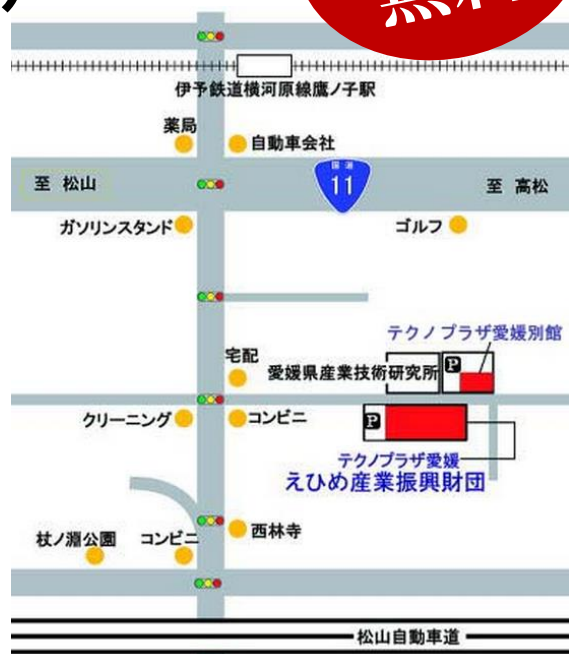 無料
伊予鉄道横河原線鷹ノ子駅
薬局
自動車会社
至 松山
国道
11
至 高松
ガソリンスタンド
ゴルフ
テクノプラザ愛媛別館
宅配
愛媛県産業技術研究所
P
クリーニング
コンビニ
P
テクノプラザ愛媛
えひめ産業振興財団
西林寺
杖ノ淵公園
コンビニ
松山自動車道